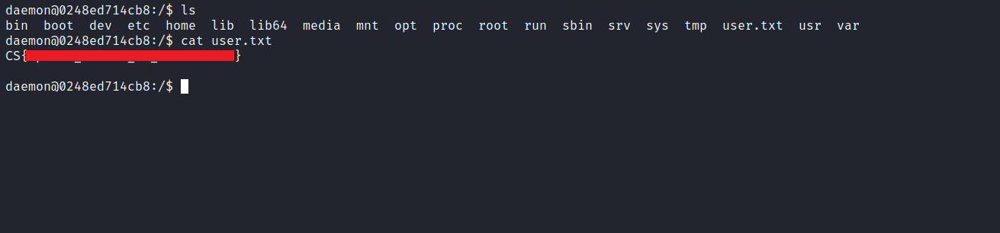 daemon@0248ed714cb8:/$ ls
bin boot dev etc home lib lib64 media mnt opt proc root run sbin srv sys tmp user.txt usr var
daemon@0248ed714cb8:/$ cat user.txt
CS{ }
daemon@0248ed714cb8:/$